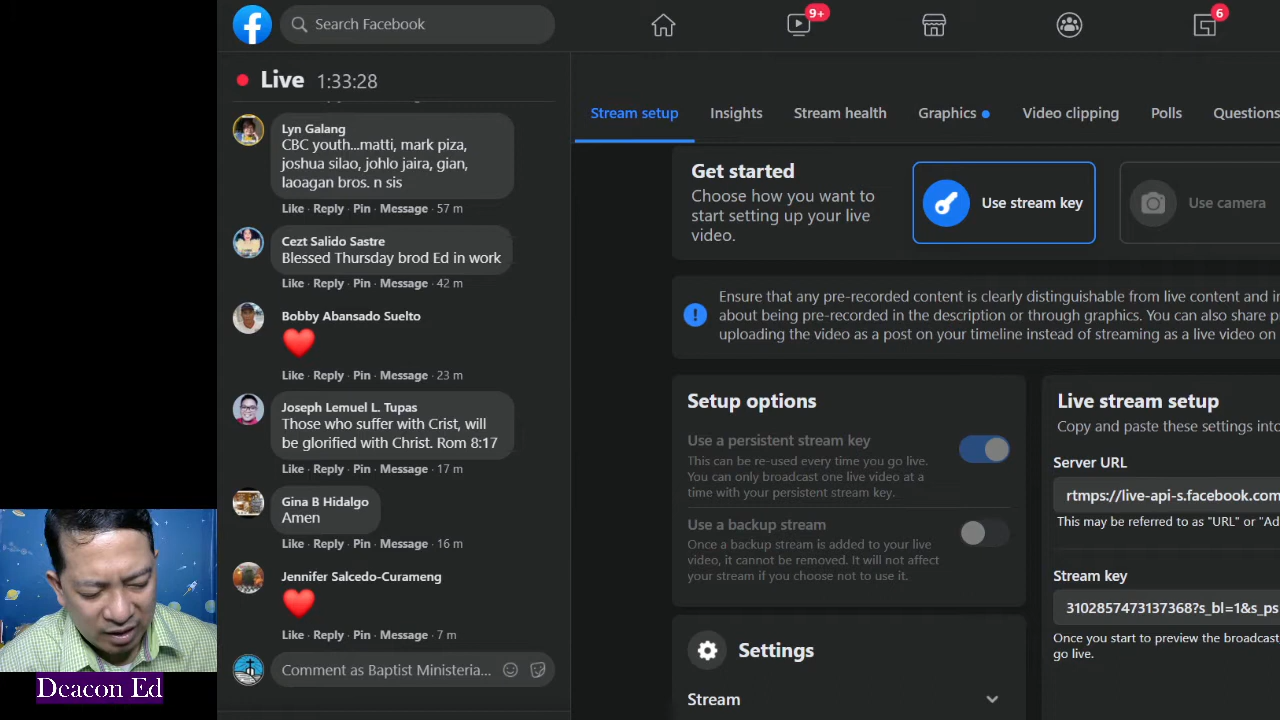 Search Facebook
9+
6
Live 1:33:28
Lyn Galang
CBC youth...matti, mark piza,
joshua silao, johlo jaira, gian,
laoagan bros. n sis
Like · Reply · Pin · Message · 57 m
Cezt Salido Sastre
Blessed Thursday brod Ed in work
Like · Reply · Pin · Message · 42 m
Bobby Abansado Suelto
Like · Reply · Pin · Message · 23 m
Joseph Lemuel L. Tupas
Those who suffer with Crist, will
be glorified with Christ. Rom 8:17
Like · Reply · Pin · Message · 17 m
Gina B Hidalgo
Amen
Like · Reply · Pin · Message · 16 m
Jennifer Salcedo-Curameng
Like · Reply · Pin · Message · 7 m
Comment as Baptist Ministeria...
Deacon Ed
Stream setup Insights Stream health Graphics Video clipping Polls Questions
Get started
Choose how you want to
start setting up your live
video.
Use stream key
Use camera
Ensure that any pre-recorded content is clearly distinguishable from live content and in
about being pre-recorded in the description or through graphics. You can also share p
uploading the video as a post on your timeline instead of streaming as a live video on
Setup options
Use a persistent stream key
This can be re-used every time you go live.
You can only broadcast one live video at a
time with your persistent stream key.
Use a backup stream
Once a backup stream is added to your live
video, it cannot be removed. It will not affect
your stream if you choose not to use it.
Settings
Stream
Live stream setup
Copy and paste these settings into
Server URL
rtmps://live-api-s.facebook.com
This may be referred to as "URL" or "Ad
Stream key
3102857473137368?s_bl=1&s_ps
Once you start to preview the broadcast
go live.